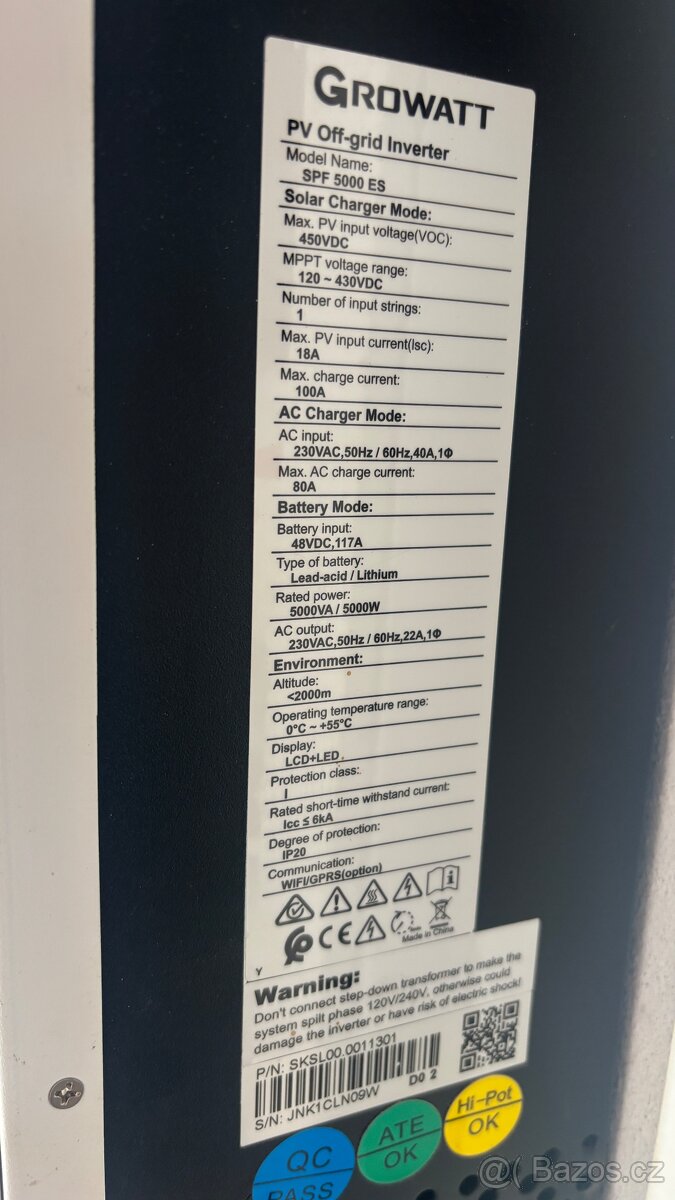 GROWATT
PV Off-grid Inverter
Model Name:
SPF 5000 ES
Solar Charger Mode:
Max. PV input voltage(VOC):
450VDC
MPPT voltage range:
120 ~ 430VDC
Number of input strings:
1
Max. PV input current(Isc):
18A
Max. charge current:
100A
AC Charger Mode:
AC input:
230VAC,50Hz / 60Hz,40A,1Φ
Max. AC charge current:
80A
Battery Mode:
Battery input:
48VDC,117A
Type of battery:
Lead-acid / Lithium
Rated power:
5000VA / 5000W
AC output:
230VAC,50Hz / 60Hz,22A,1Φ
Environment:
Altitude:
<2000m
Operating temperature range:
0°C ~ +55°C
Display:
LCD+LED
Protection class:
I
Rated short-time withstand current:
Icc ≤ 6kA
Degree of protection:
IP20
Communication:
WIFI/GPRS(option)
CE
Made in China
Y
Warning:
Don't connect step-down transformer to make the
system spilt phase 120V/240V, otherwise could
damage the inverter or have risk of electric shock!
P/N: SKSL00.0011301
S/N: JNK1CLN09W
D0 2
QC
PASS
ATE
OK
Hi-Pot
OK
@ Bazos.cz